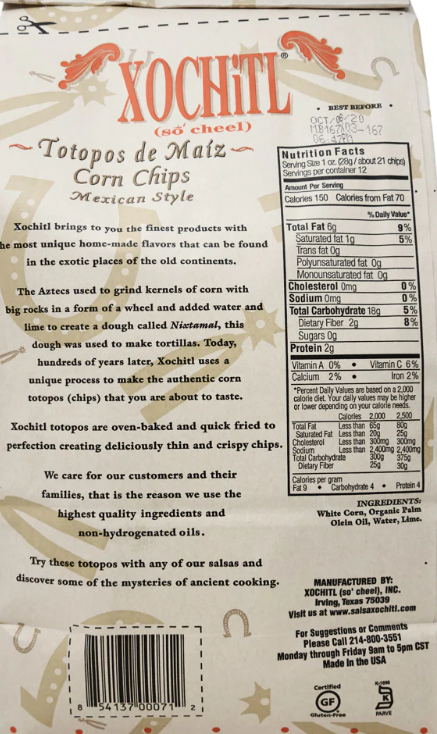 XOCHiTL®
(so' cheel)
Totopos de Maíz
Corn Chips
Mexican Style
Xochitl brings to you the finest products with
he most unique home-made flavors that can be found
in the exotic places of the old continents.
The Aztecs used to grind kernels of corn with
big rocks in a form of a wheel and added water and
lime to create a dough called Nixtamal, this
dough was used to make tortillas. Today,
hundreds of years later, Xochitl uses a
unique process to make the authentic corn
totopos (chips) that you are about to taste.
Xochitl totopos are oven-baked and quick fried to
perfection creating deliciously thin and crispy chips.
We care for our customers and their
families, that is the reason we use the
highest quality ingredients and
non-hydrogenated oils.
Try these totopos with any of our salsas and
discover some of the mysteries of ancient cooking.
8 54137 00071 2
• BEST BEFORE •
Nutrition Facts
Serving Size 1 oz. (28g / about 21 chips)
Servings per container 12
Amount Per Serving
Calories 150 Calories from Fat 70
% Daily Value*
Total Fat 6g 9%
Saturated fat 1g 5%
Trans fat 0g
Polyunsaturated fat 0g
Monounsaturated fat 0g
Cholesterol 0mg 0%
Sodium 0mg 0%
Total Carbohydrate 18g 5%
Dietary Fiber 2g 8%
Sugars 0g
Protein 2g
Vitamin A 0% • Vitamin C 6%
Calcium 2% • Iron 2%
*Percent Daily Values are based on a 2,000
calorie diet. Your daily values may be higher
or lower depending on your calorie needs.
Calories 2,000 2,500
Total Fat Less than 65g 80g
Saturated Fat Less than 20g 25g
Cholesterol Less than 300mg 300mg
Sodium Less than 2,400mg 2,400mg
Total Carbohydrate 300g 375g
Dietary Fiber 25g 30g
Calories per gram
Fat 9 • Carbohydrate 4 • Protein 4
INGREDIENTS:
White Corn, Organic Palm
Olein Oil, Water, Lime.
MANUFACTURED BY:
XOCHITL (so' cheel), INC.
Irving, Texas 75039
Visit us at www.salsaxochitl.com
For Suggestions or Comments
Please Call 214-800-3551
Monday through Friday 9am to 5pm CST
Made in the USA
Certified
GF
Gluten-Free
K
PARVE